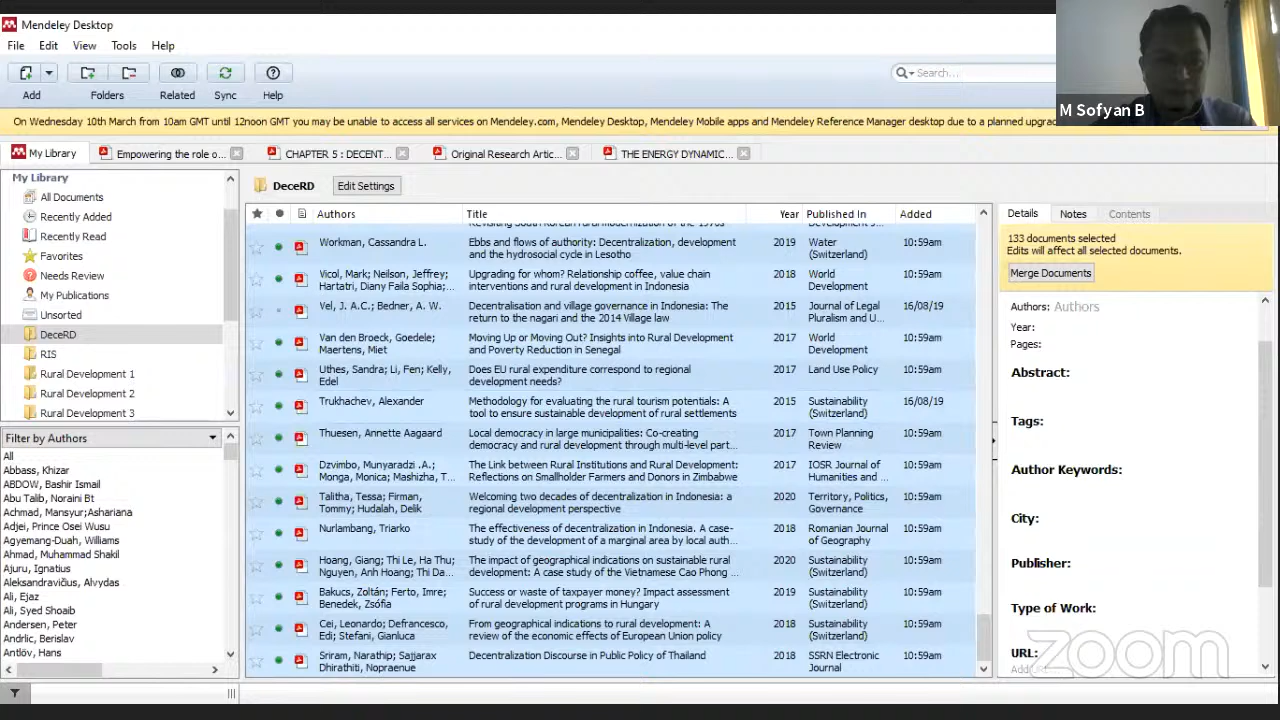 Mendeley Desktop
File Edit View Tools Help
Add Folders Related Sync Help
Search...
M Sofyan B
On Wednesday 10th March from 10am GMT until 12noon GMT you may be unable to access all services on Mendeley.com, Mendeley Desktop, Mendeley Mobile apps and Mendeley Reference Manager desktop due to a planned upgra
My Library Empowering the role o... CHAPTER 5 : DECENT... Original Research Artic... THE ENERGY DYNAMIC...
My Library
All Documents
Recently Added
Recently Read
Favorites
Needs Review
My Publications
Unsorted
DeceRD
RIS
Rural Development 1
Rural Development 2
Rural Development 3
Filter by Authors
All
Abbass, Khizar
ABDOW, Bashir Ismail
Abu Talib, Noraini Bt
Achmad, Mansyur;Ashariana
Adjei, Prince Osei Wusu
Agyemang-Duah, Williams
Ahmad, Muhammad Shakil
Ajuru, Ignatius
Aleksandravičius, Alvydas
Ali, Ejaz
Ali, Syed Shoaib
Andersen, Peter
Andrlic, Berislav
Antlöv, Hans
DeceRD Edit Settings
Authors Title Year Published In Added
Revisiting South Korean rural modernization of the 1970s Development s...
Workman, Cassandra L. Ebbs and flows of authority: Decentralization, development 2019 Water 10:59am
and the hydrosocial cycle in Lesotho (Switzerland)
Vicol, Mark; Neilson, Jeffrey; Upgrading for whom? Relationship coffee, value chain 2018 World 10:59am
Hartatri, Diany Faila Sophia;... interventions and rural development in Indonesia Development
Vel, J. A.C.; Bedner, A. W. Decentralisation and village governance in Indonesia: The 2015 Journal of Legal 16/08/19
return to the nagari and the 2014 Village law Pluralism and U...
Van den Broeck, Goedele; Moving Up or Moving Out? Insights into Rural Development 2017 World 10:59am
Maertens, Miet and Poverty Reduction in Senegal Development
Uthes, Sandra; Li, Fen; Kelly, Does EU rural expenditure correspond to regional 2017 Land Use Policy 10:59am
Edel development needs?
Trukhachev, Alexander Methodology for evaluating the rural tourism potentials: A 2015 Sustainability 16/08/19
tool to ensure sustainable development of rural settlements (Switzerland)
Thuesen, Annette Aagaard Local democracy in large municipalities: Co-creating 2017 Town Planning 10:59am
democracy and rural development through multi-level part... Review
Dzvimbo, Munyaradzi .A.; The Link between Rural Institutions and Rural Development: 2017 IOSR Journal of 10:59am
Monga, Monica; Mashizha, T... Reflections on Smallholder Farmers and Donors in Zimbabwe Humanities and ...
Talitha, Tessa; Firman, Welcoming two decades of decentralization in Indonesia: a 2020 Territory, Politics, 10:59am
Tommy; Hudalah, Delik regional development perspective Governance
Nurlambang, Triarko The effectiveness of decentralization in Indonesia. A case- 2018 Romanian Journal 10:59am
study of the development of a marginal area by local auth... of Geography
Hoang, Giang; Thi Le, Ha Thu; The impact of geographical indications on sustainable rural 2020 Sustainability 10:59am
Nguyen, Anh Hoang; Thi Da... development: A case study of the Vietnamese Cao Phong ... (Switzerland)
Bakucs, Zoltán; Ferto, Imre; Success or waste of taxpayer money? Impact assessment 2019 Sustainability 10:59am
Benedek, Zsófia of rural development programs in Hungary (Switzerland)
Cei, Leonardo; Defrancesco, From geographical indications to rural development: A 2018 Sustainability 10:59am
Edi; Stefani, Gianluca review of the economic effects of European Union policy (Switzerland)
Sriram, Narathip; Sajjarax Decentralization Discourse in Public Policy of Thailand 2018 SSRN Electronic 10:59am
Dhirathiti, Nopraenue Journal
Details Notes Contents
133 documents selected
Edits will affect all selected documents.
Merge Documents
Authors: Authors
Year:
Pages:
Abstract:
Tags:
Author Keywords:
City:
Publisher:
Type of Work:
URL:
Add URL...
zoom